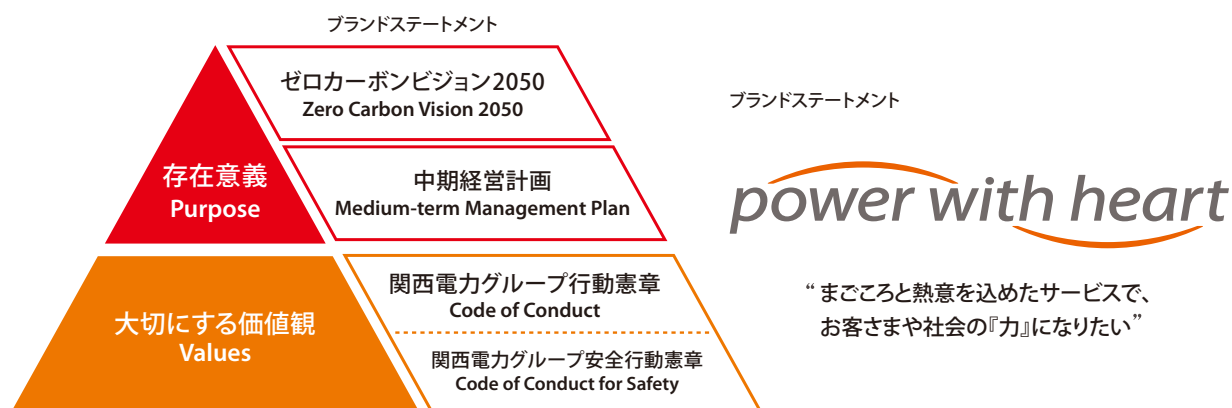 ブランドステートメント
ゼロカーボンビジョン2050
Zero Carbon Vision 2050
存在意義
Purpose
中期経営計画
Medium-term Management Plan
大切にする価値観
Values
関西電力グループ行動憲章
Code of Conduct
関西電力グループ安全行動憲章
Code of Conduct for Safety
ブランドステートメント
power with heart
“まごころと熱意を込めたサービスで、
お客さまや社会の『力』になりたい”